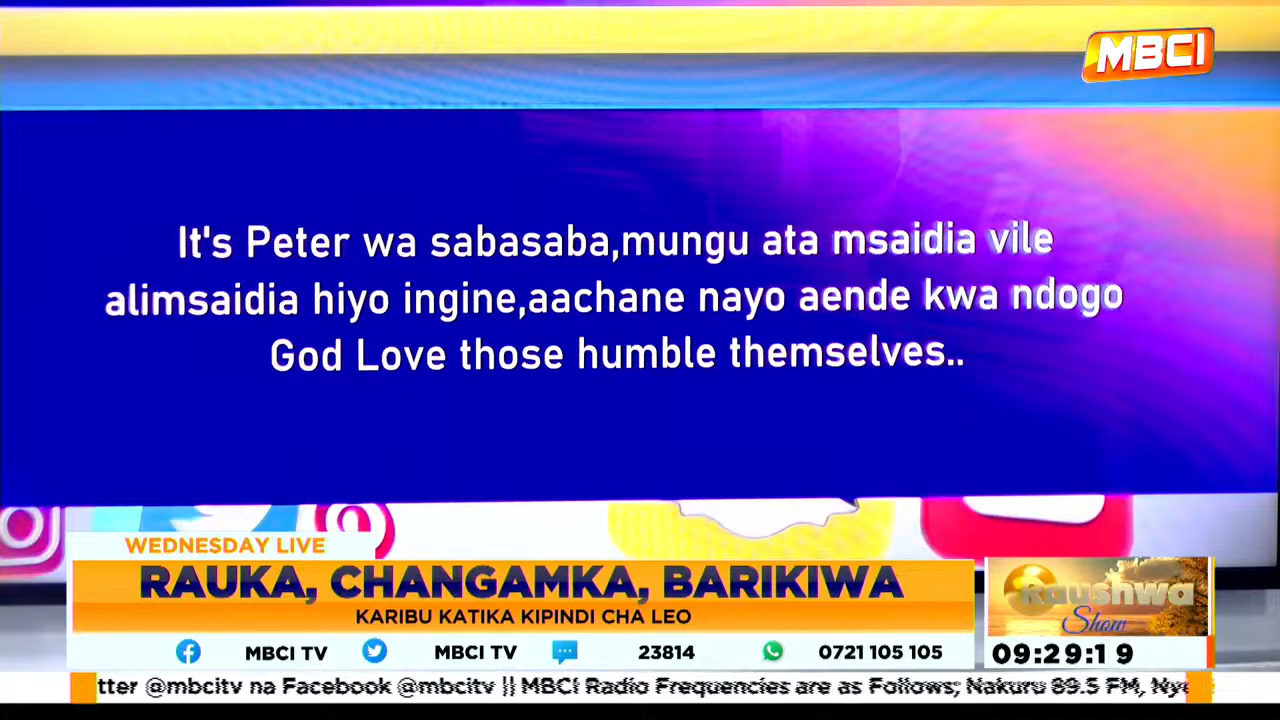 MBCI
It's Peter wa sabasaba,mungu ata msaidia vile
alimsaidia hiyo ingine,aachane nayo aende kwa ndogo
God Love those humble themselves..
WEDNESDAY LIVE
RAUKA, CHANGAMKA, BARIKIWA
KARIBU KATIKA KIPINDI CHA LEO
MBCI TV MBCI TV 23814 0721 105 105
Raushwa
Show
09:29:19
tter @mbcitv na Facebook @mbcitv || MBCI Radio Frequencies are as Follows; Nakuru 89.5 FM, Nye